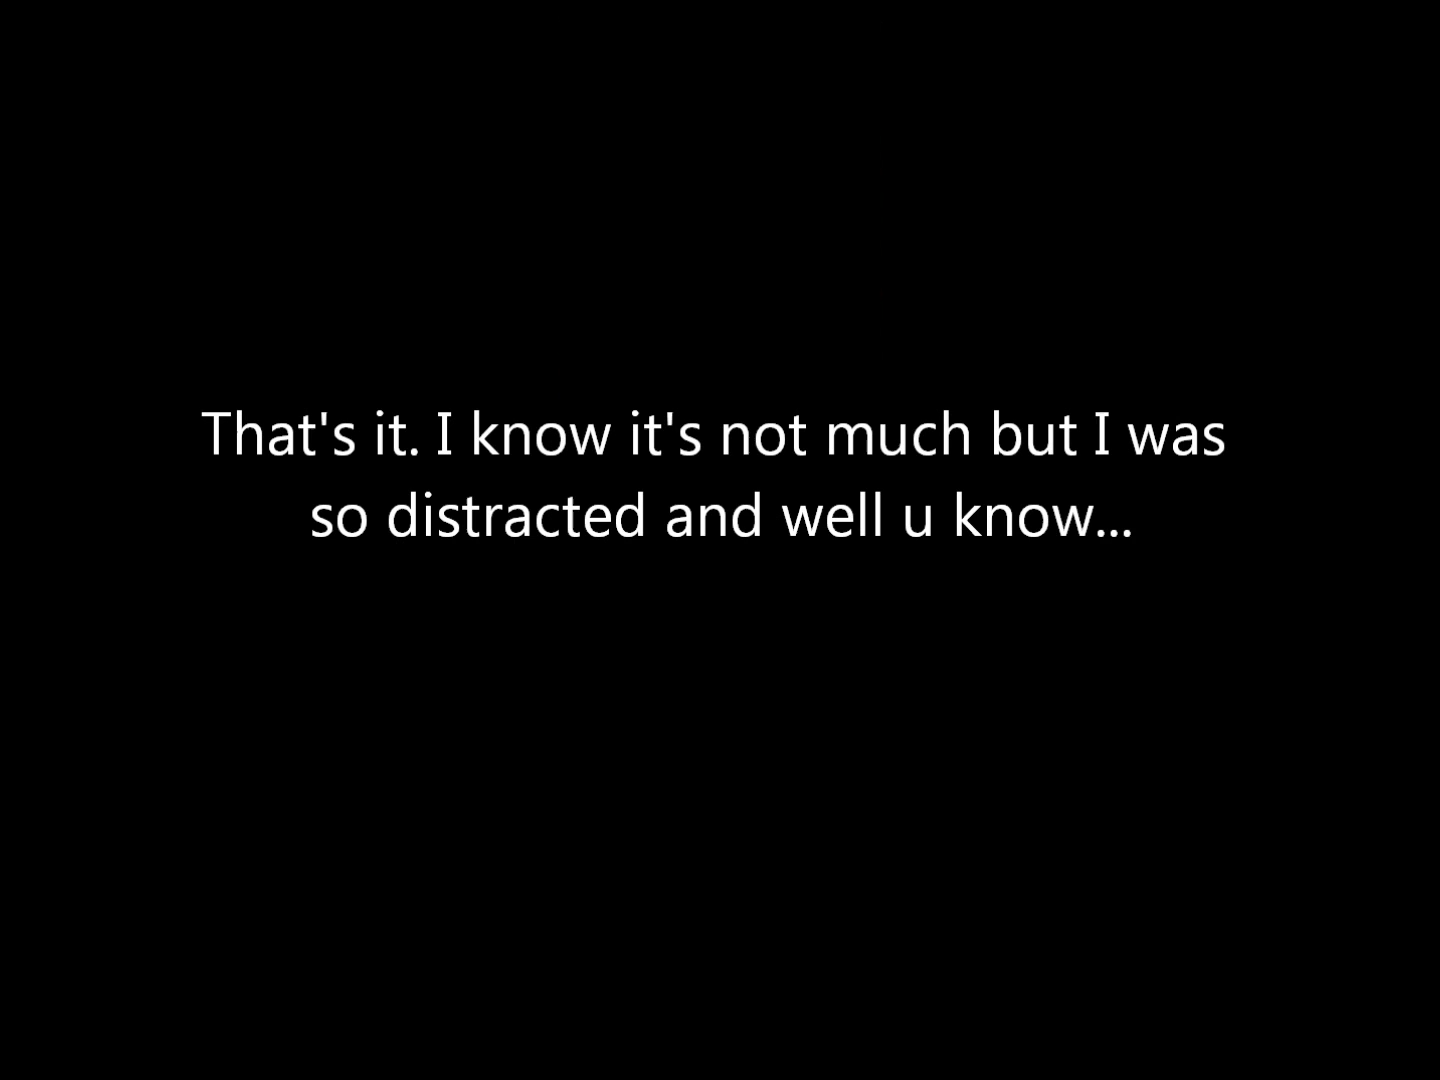 That's it. I know it's not much but I was
so distracted and well u know...